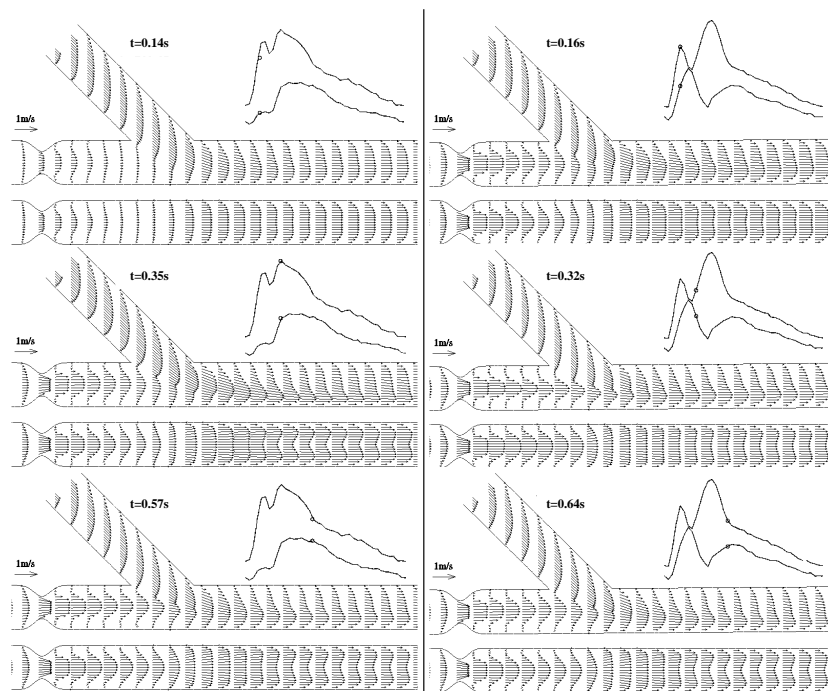 t=0.14s
1m/s
t=0.16s
1m/s
t=0.35s
1m/s
t=0.32s
1m/s
t=0.57s
1m/s
t=0.64s
1m/s